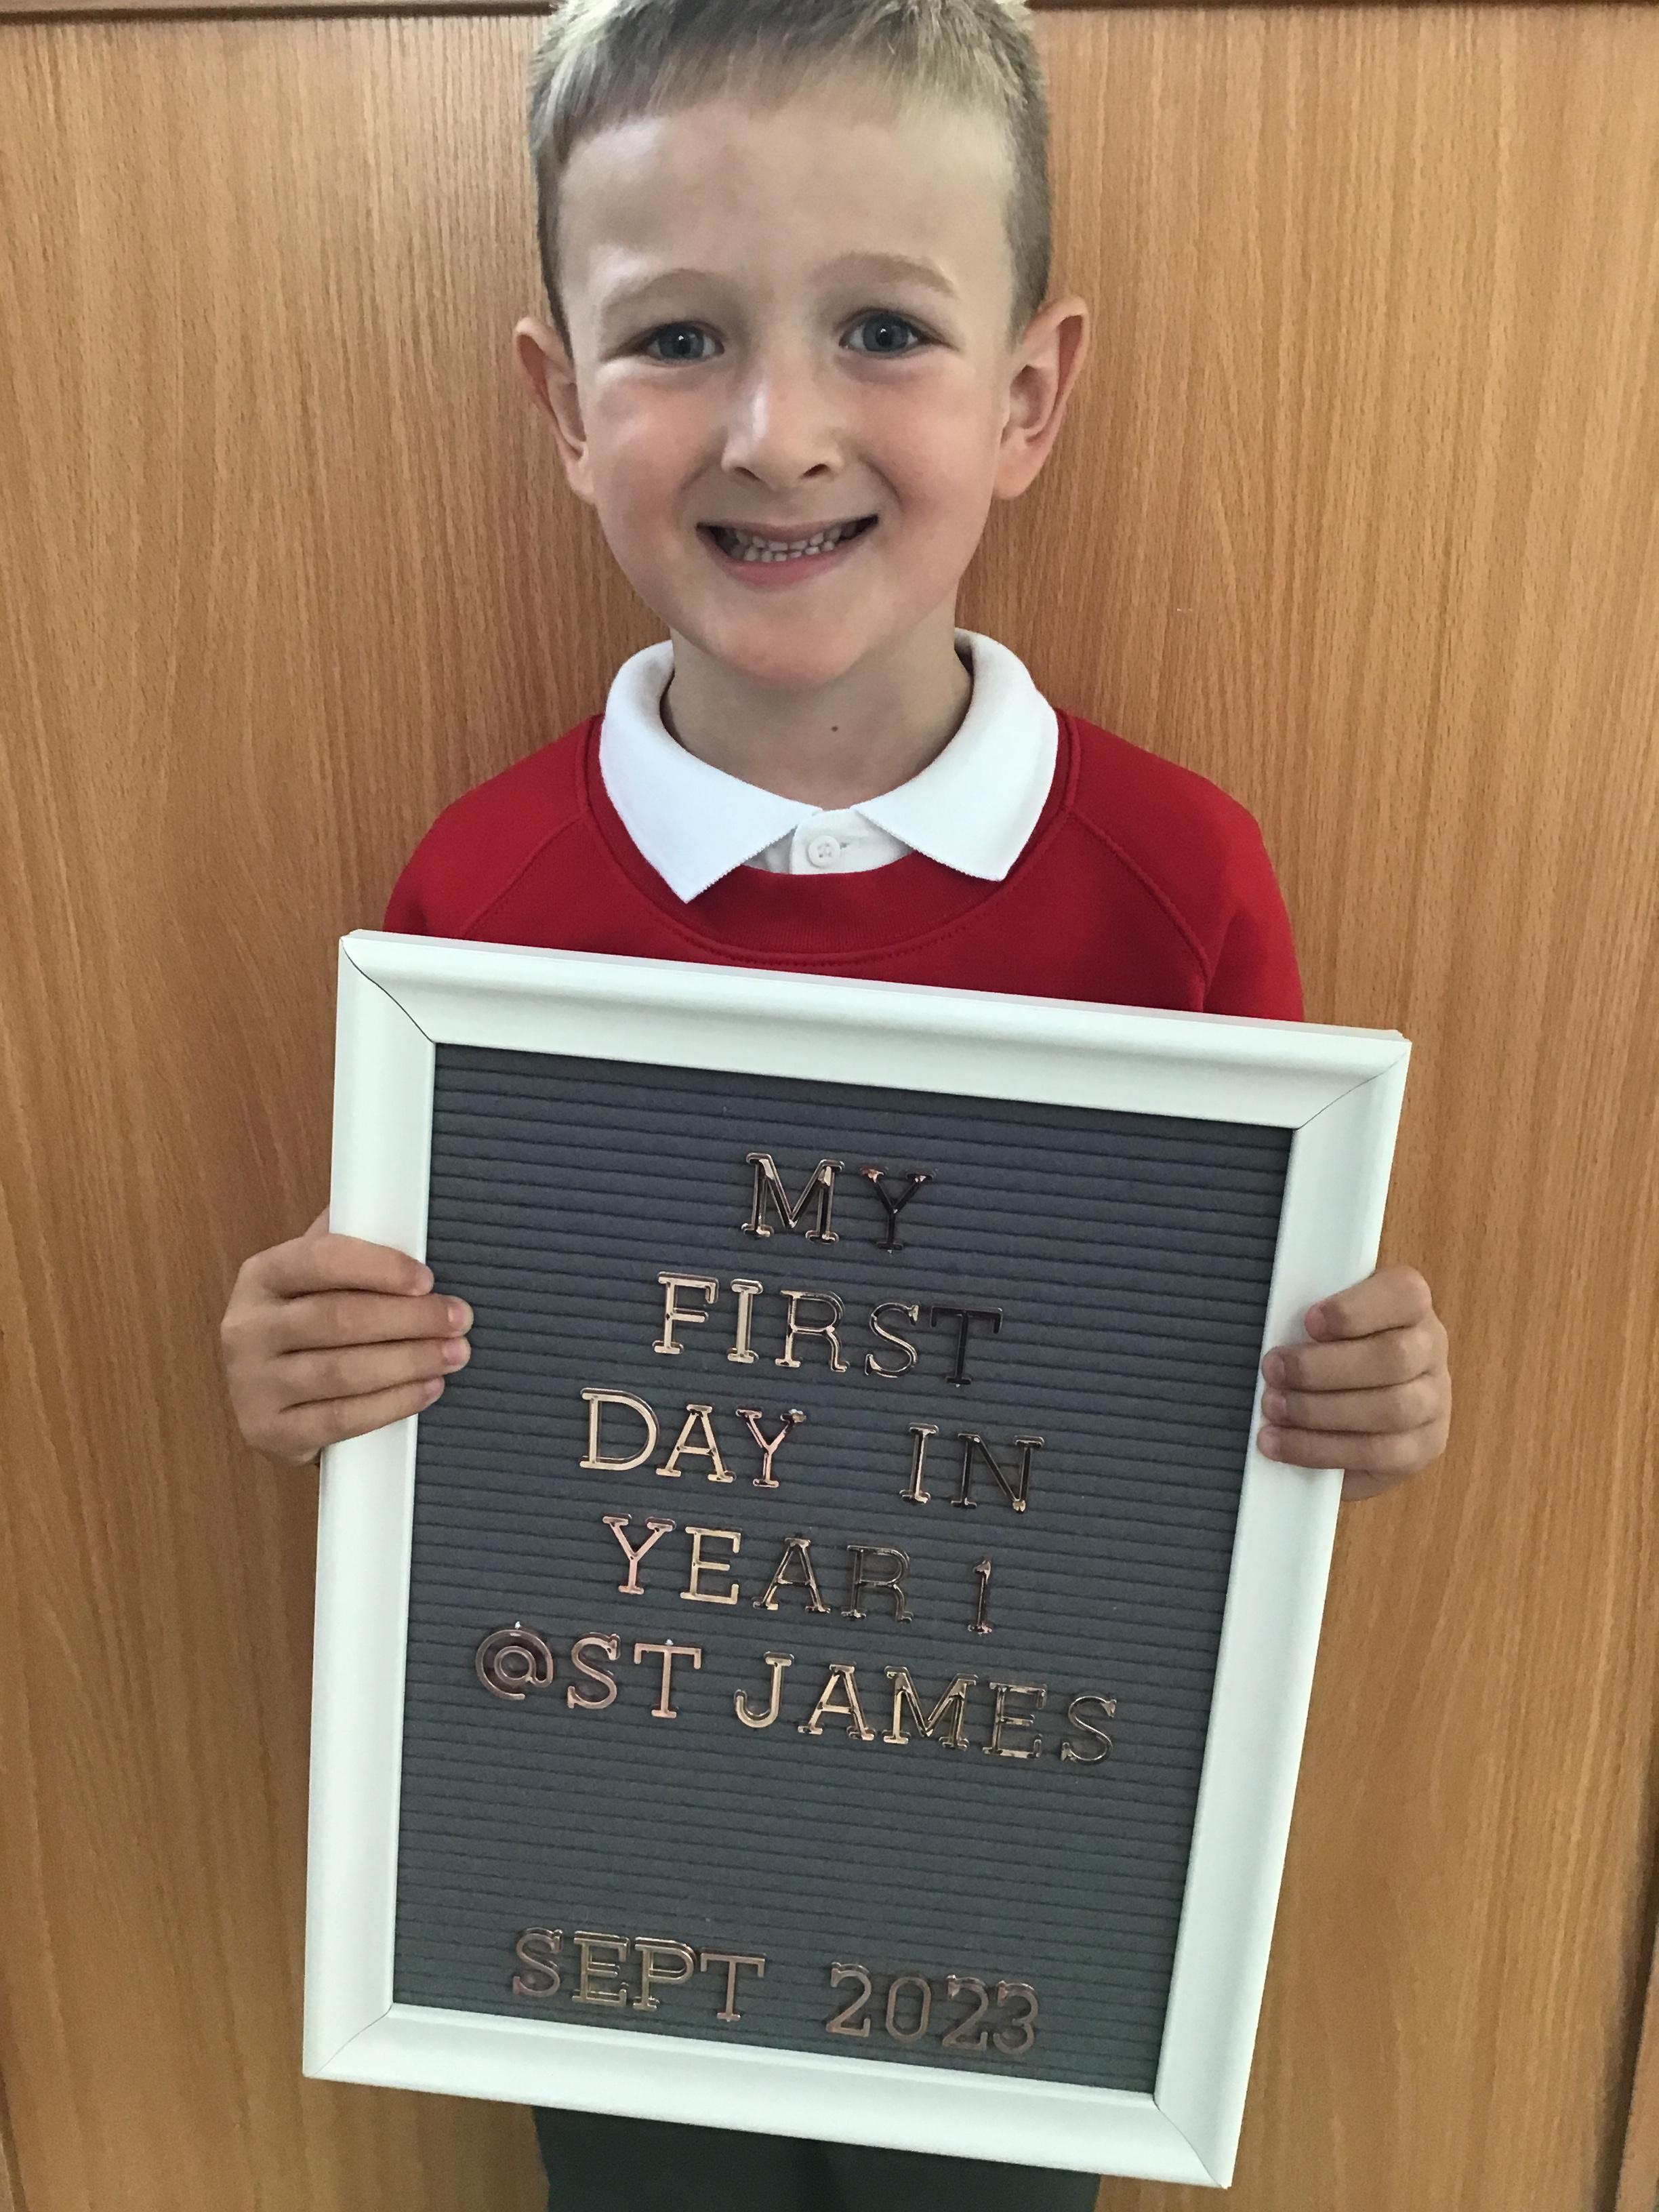 MY
FIRST
DAY IN
YEAR 1
@ST JAMES
SEPT 2023